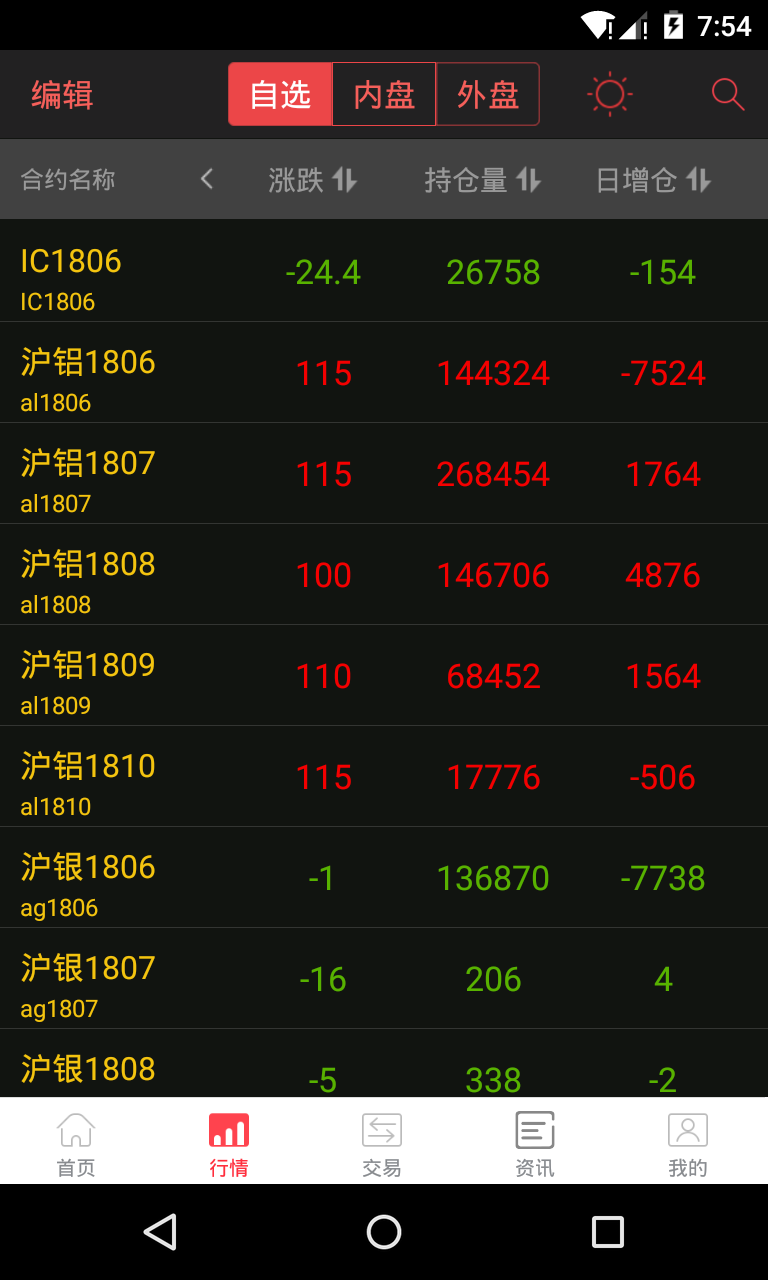 7:54
编辑 自选 内盘 外盘
合约名称 涨跌 持仓量 日增仓
IC1806 -24.4 26758 -154
IC1806
沪铝1806 115 144324 -7524
al1806
沪铝1807 115 268454 1764
al1807
沪铝1808 100 146706 4876
al1808
沪铝1809 110 68452 1564
al1809
沪铝1810 115 17776 -506
al1810
沪银1806 -1 136870 -7738
ag1806
沪银1807 -16 206 4
ag1807
沪银1808 -5 338 -2
首页 行情 交易 资讯 我的